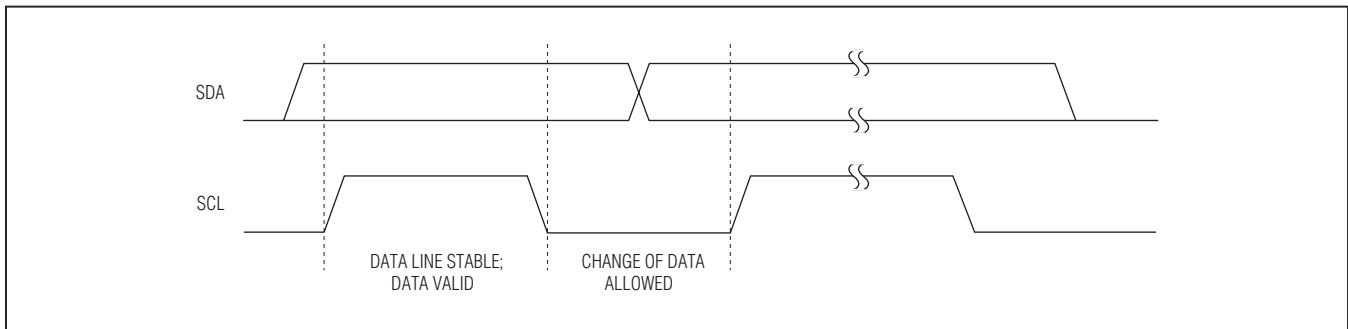 SDA
SCL
DATA LINE STABLE;
DATA VALID
CHANGE OF DATA
ALLOWED